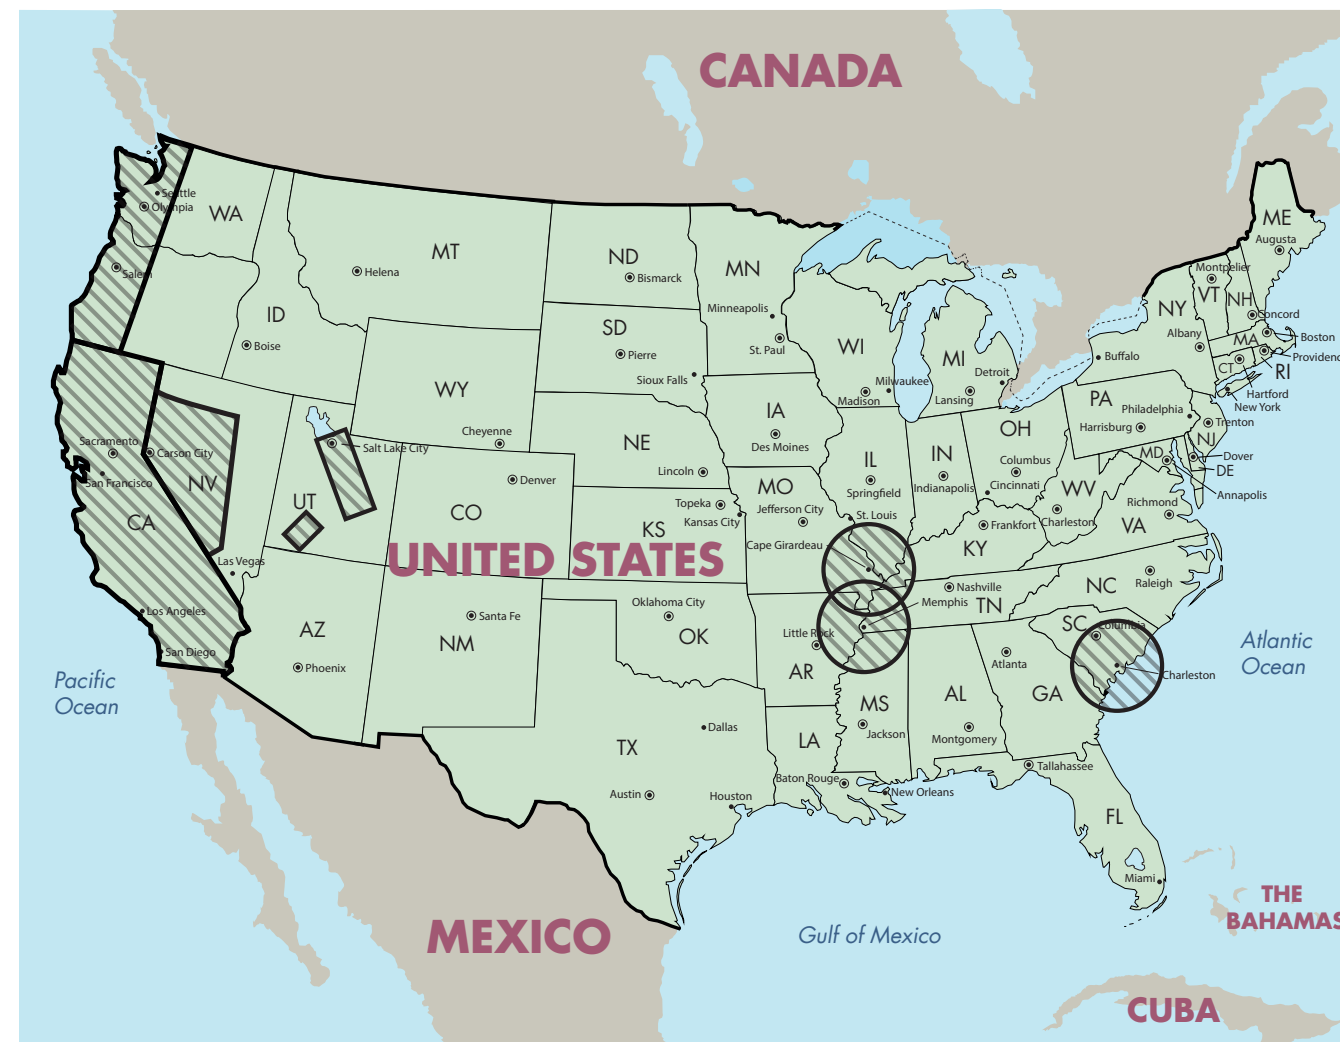 CANADA
Seattle
Olympia
WA
Salem
MT
Helena
ND
Bismarck
MN
Minneapolis
St. Paul
ID
Boise
SD
Pierre
Sioux Falls
WY
Cheyenne
WI
Milwaukee
Madison
MI
Detroit
Lansing
ME
Augusta
Montpelier
VT
NH
Concord
NY
Albany
Buffalo
MA
Boston
Providenc
RI
CT
Hartford
New York
PA
Philadelphia
Harrisburg
Trenton
NJ
MD
Dover
DE
Annapolis
IA
Des Moines
NE
Lincoln
IL
Springfield
IN
Indianapolis
OH
Columbus
Cincinnati
WV
Charleston
Richmond
VA
Sacramento
San Francisco
CA
Carson City
NV
Salt Lake City
UT
Denver
CO
Topeka
Kansas City
KS
MO
Jefferson City
St. Louis
Cape Girardeau
Frankfort
KY
UNITED STATES
Las Vegas
Los Angeles
San Diego
AZ
Phoenix
Santa Fe
NM
Oklahoma City
OK
Little Rock
AR
Memphis
Nashville
TN
NC
Raleigh
SC
Columbia
Charleston
Atlanta
GA
AL
Montgomery
MS
Jackson
LA
Baton Rouge
New Orleans
Dallas
TX
Austin
Houston
Tallahassee
FL
Miami
Pacific
Ocean
Atlantic
Ocean
MEXICO
Gulf of Mexico
THE
BAHAMAS
CUBA